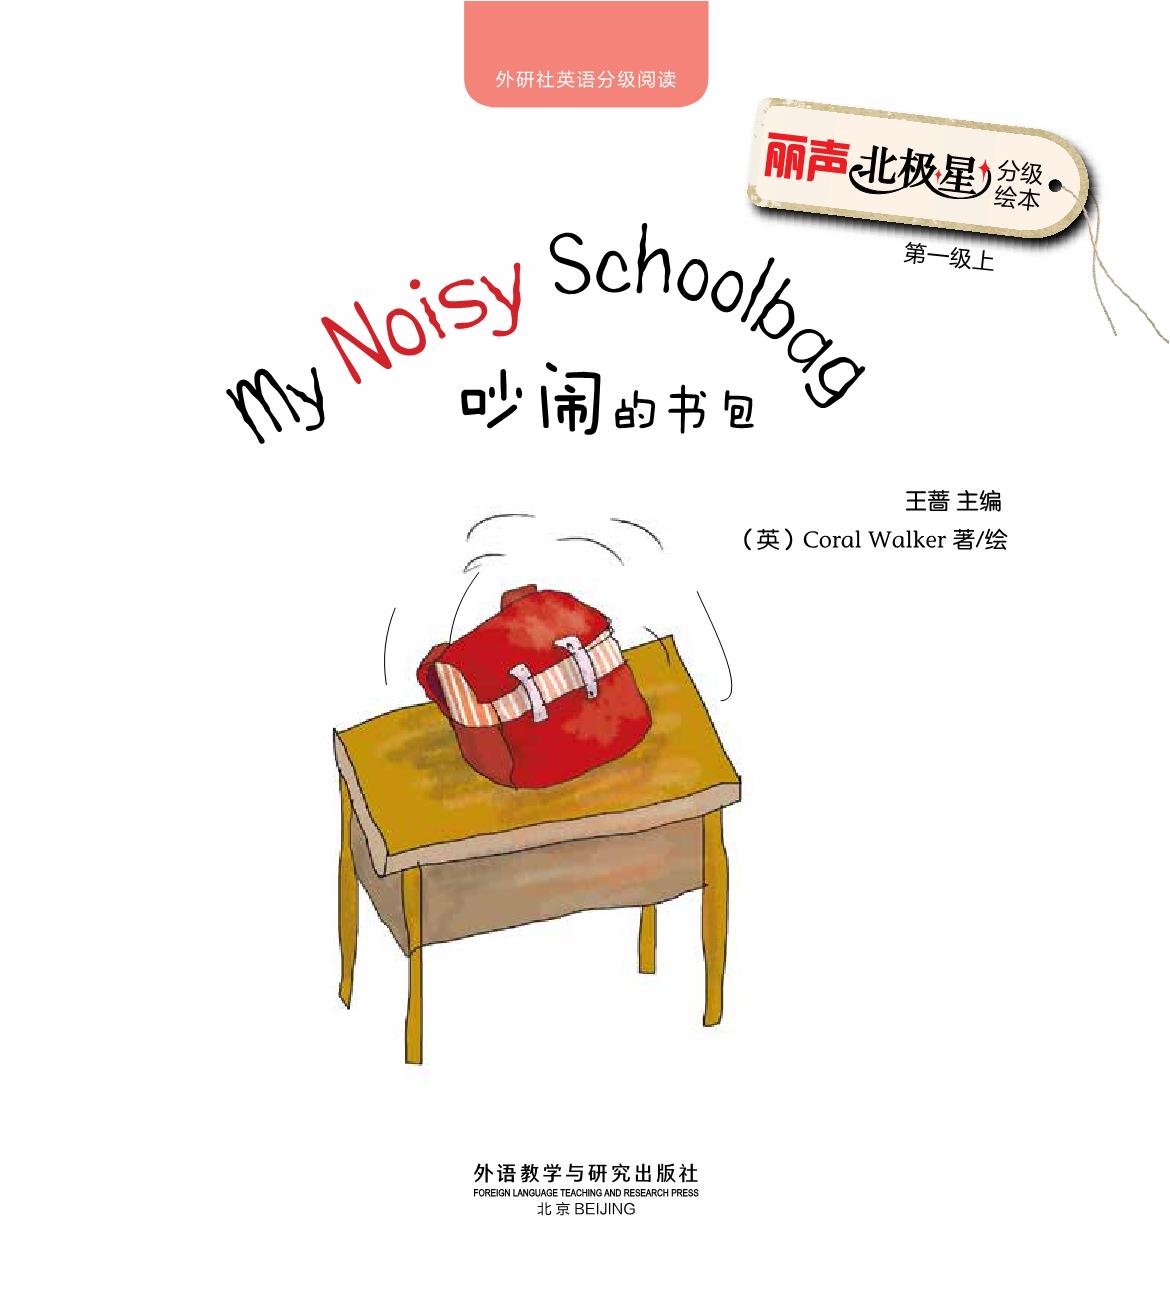 外研社英语分级阅读
丽声北极星分级绘本
第一级上
My Noisy Schoolbag
吵闹的书包
王蔷 主编
（英）Coral Walker 著/绘
外语教学与研究出版社
FOREIGN LANGUAGE TEACHING AND RESEARCH PRESS
北京 BEIJING